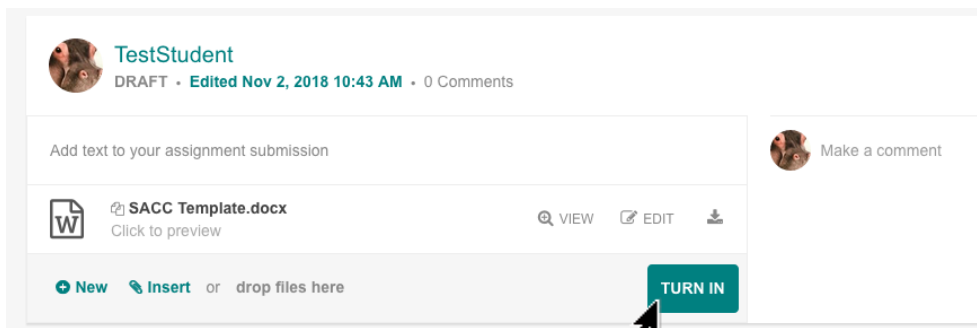 TestStudent
DRAFT • Edited Nov 2, 2018 10:43 AM • 0 Comments
Add text to your assignment submission
Make a comment
W
SACC Template.docx
Click to preview
VIEW EDIT
New Insert or drop files here
TURN IN